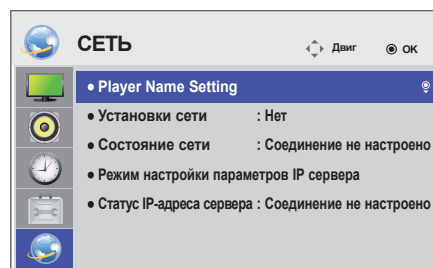 СЕТЬ Двиг ОК
● Player Name Setting
● Установки сети : Нет
● Состояние сети : Соединение не настроено
● Режим настройки параметров IP сервера
● Статус IP-адреса сервера : Соединение не настроено